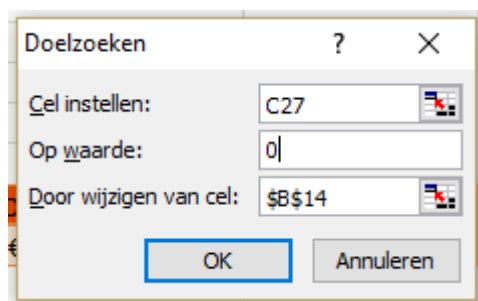 Doelzoeken ? ×
Cel instellen: C27
Op waarde: 0
Door wijzigen van cel: $B$14
OK Annuleren
€